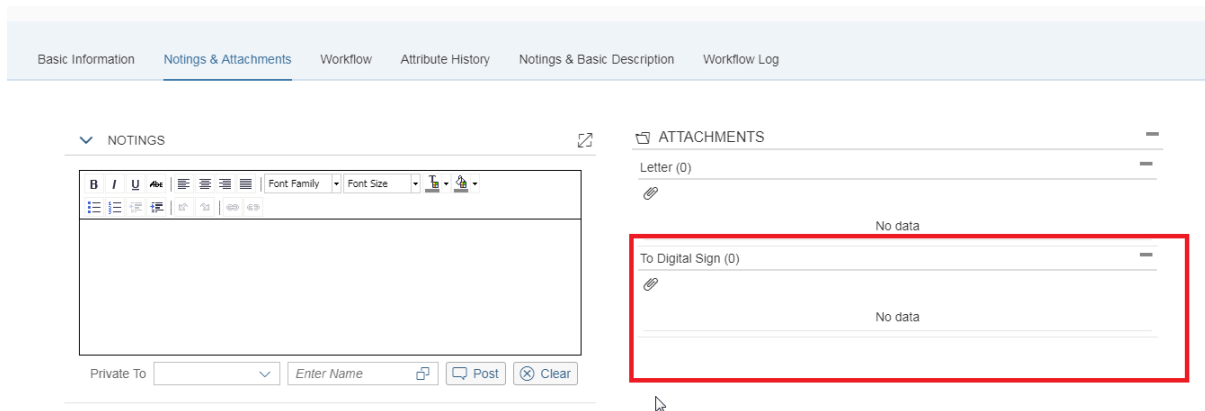 Basic Information Notings & Attachments Workflow Attribute History Notings & Basic Description Workflow Log
NOTINGS
B I U Abc Font Family Font Size T
Private To Enter Name Post Clear
ATTACHMENTS
Letter (0)
No data
To Digital Sign (0)
No data